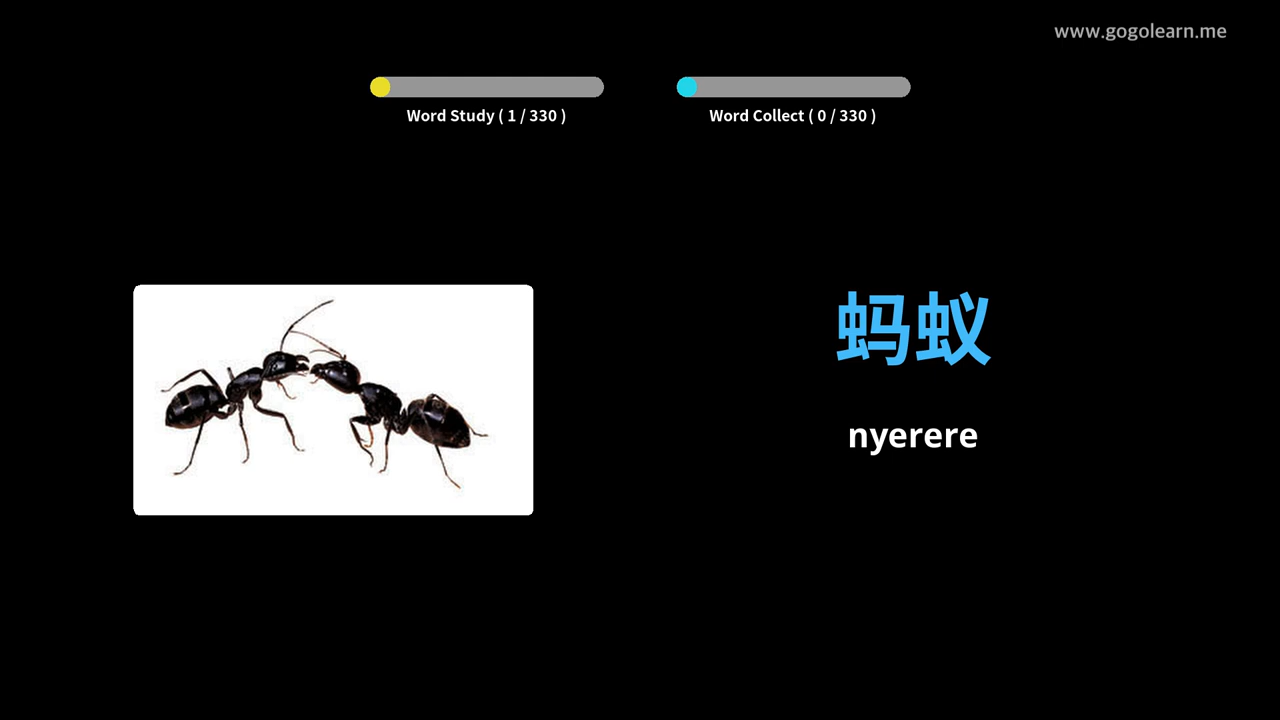 www.gogolearn.me
Word Study ( 1 / 330 )
Word Collect ( 0 / 330 )
蚂蚁
nyerere